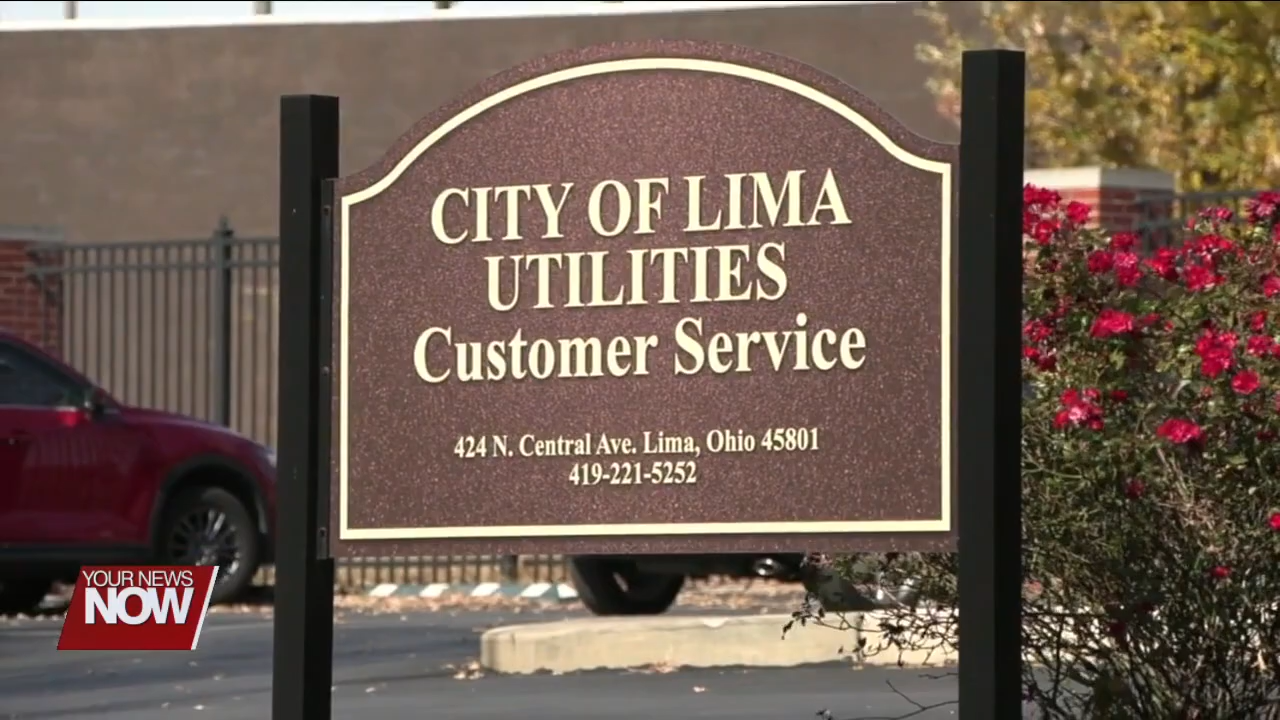 CITY OF LIMA
UTILITIES
Customer Service
424 N. Central Ave. Lima, Ohio 45801
419-221-5252
YOUR NEWS
NOW